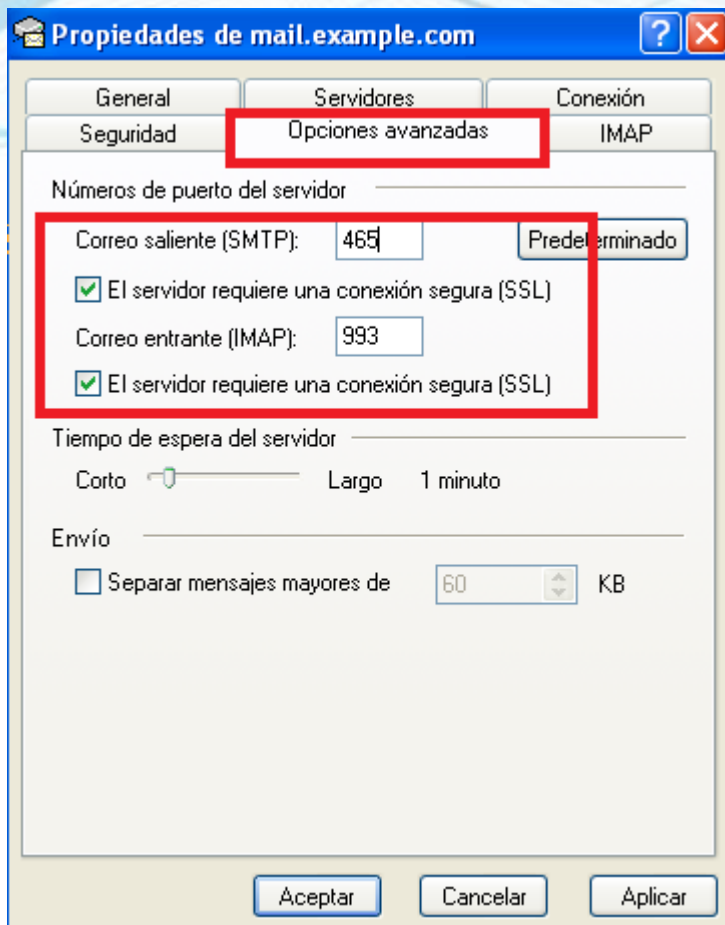 Propiedades de mail.example.com
General Servidores Conexión
Seguridad Opciones avanzadas IMAP
Números de puerto del servidor
Correo saliente (SMTP): 465 Predeterminado
El servidor requiere una conexión segura (SSL)
Correo entrante (IMAP): 993
El servidor requiere una conexión segura (SSL)
Tiempo de espera del servidor
Corto Largo 1 minuto
Envío
Separar mensajes mayores de 60 KB
Aceptar Cancelar Aplicar